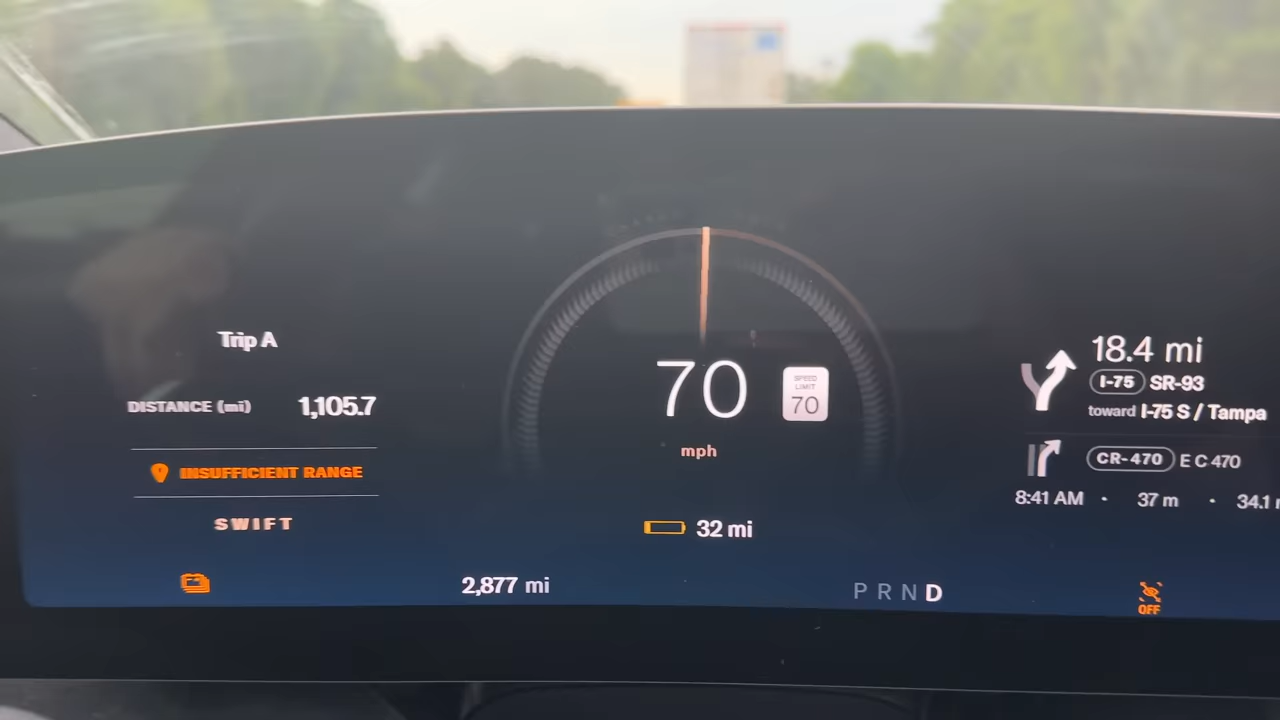 Trip A
DISTANCE (mi) 1,105.7
INSUFFICIENT RANGE
SWIFT
2,877 mi
70
mph
SPEED
LIMIT
70
32 mi
P R N D
18.4 mi
I-75 SR-93
toward I-75 S / Tampa
CR-470 E C 470
8:41 AM · 37 m · 34.1
OFF